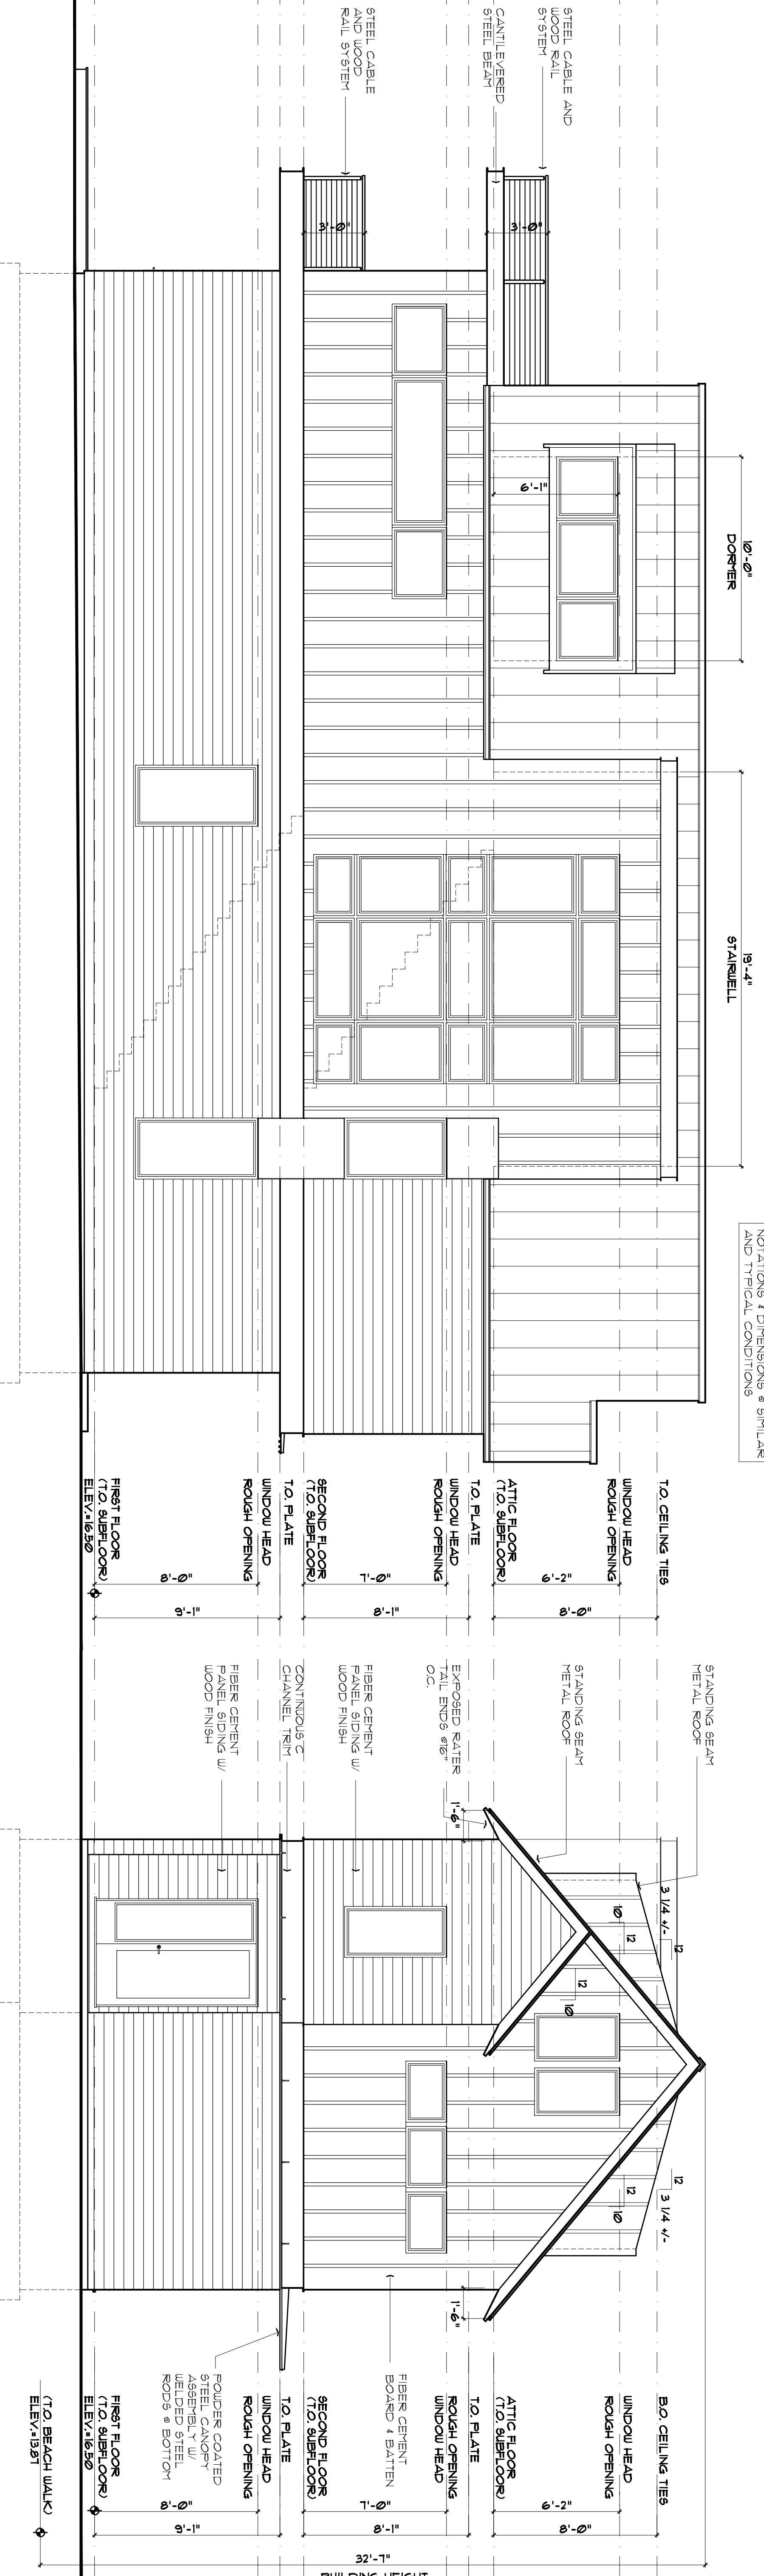 STEEL CABLE AND
WOOD RAIL
SYSTEM
CANTILEVERED
STEEL BEAM
STEEL CABLE
AND WOOD
RAIL SYSTEM
3'-0"
3'-0"
10'-0"
DORMER
6'-1"
19'-4"
STAIRWELL
NOTATIONS & DIMENSIONS @ SIMILAR
AND TYPICAL CONDITIONS
T.O. CEILING TIES
WINDOW HEAD
ROUGH OPENING
ATTIC FLOOR
(T.O. SUBFLOOR)
T.O. PLATE
WINDOW HEAD
ROUGH OPENING
SECOND FLOOR
(T.O. SUBFLOOR)
T.O. PLATE
WINDOW HEAD
ROUGH OPENING
FIRST FLOOR
(T.O. SUBFLOOR)
ELEV.=16.50
6'-2"
8'-0"
7'-0"
8'-1"
8'-0"
9'-1"
STANDING SEAM
METAL ROOF
STANDING SEAM
METAL ROOF
EXPOSED RATER
TAIL ENDS @16"
O.C.
FIBER CEMENT
PANEL SIDING W/
WOOD FINISH
CONTINUOUS C
CHANNEL TRIM
FIBER CEMENT
PANEL SIDING W/
WOOD FINISH
1'-6"
3 1/4 +/-
12
12
10
12
10
12
3 1/4 +/-
12
10
1'-6"
FIBER CEMENT
BOARD & BATTEN
POWDER COATED
STEEL CANOPY
ASSEMBLY W/
WELDED STEEL
RODS @ BOTTOM
B.O. CEILING TIES
WINDOW HEAD
ROUGH OPENING
ATTIC FLOOR
(T.O. SUBFLOOR)
T.O. PLATE
ROUGH OPENING
WINDOW HEAD
SECOND FLOOR
(T.O. SUBFLOOR)
T.O. PLATE
WINDOW HEAD
ROUGH OPENING
FIRST FLOOR
(T.O. SUBFLOOR)
ELEV.=16.50
(T.O. BEACH WALK)
ELEV.=13.87
6'-2"
8'-0"
7'-0"
8'-1"
8'-0"
9'-1"
32'-7"
BUILDING HEIGHT